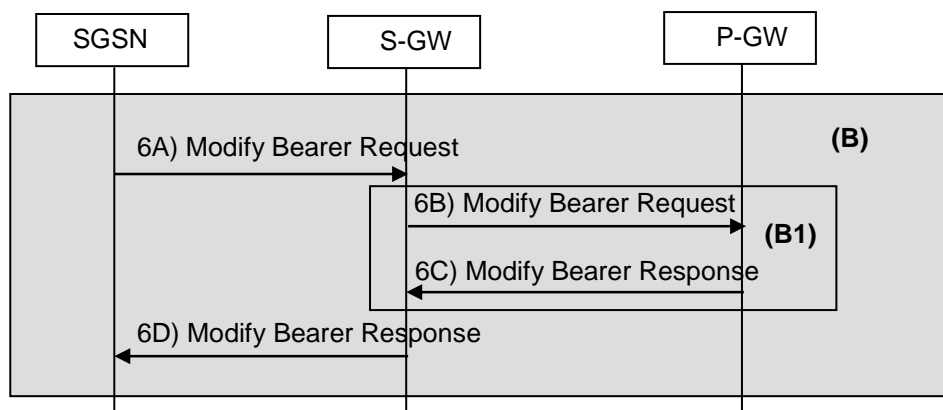 SGSN
S-GW
P-GW
(B)
6A) Modify Bearer Request
6B) Modify Bearer Request
(B1)
6C) Modify Bearer Response
6D) Modify Bearer Response